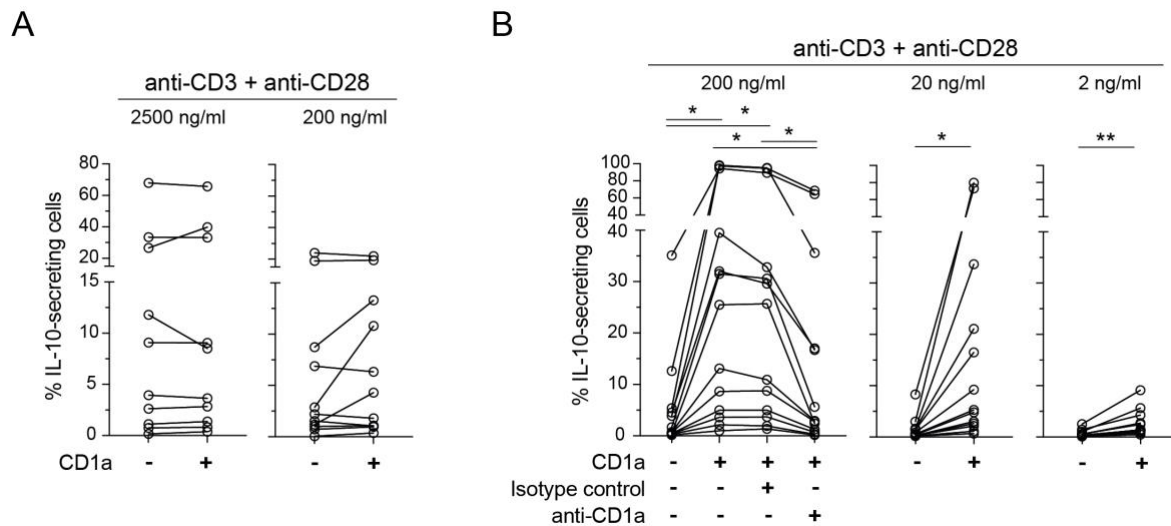 A
B
anti-CD3 + anti-CD28
2500 ng/ml
200 ng/ml
% IL-10-secreting cells
80
60
40
20
15
10
5
0
- +
- +
anti-CD3 + anti-CD28
200 ng/ml
20 ng/ml
2 ng/ml
* *
* *
*
**
% IL-10-secreting cells
100
80
60
40
40
30
20
10
0
CD1a - + + + - + - +
Isotype control - - + -
anti-CD1a - - - +